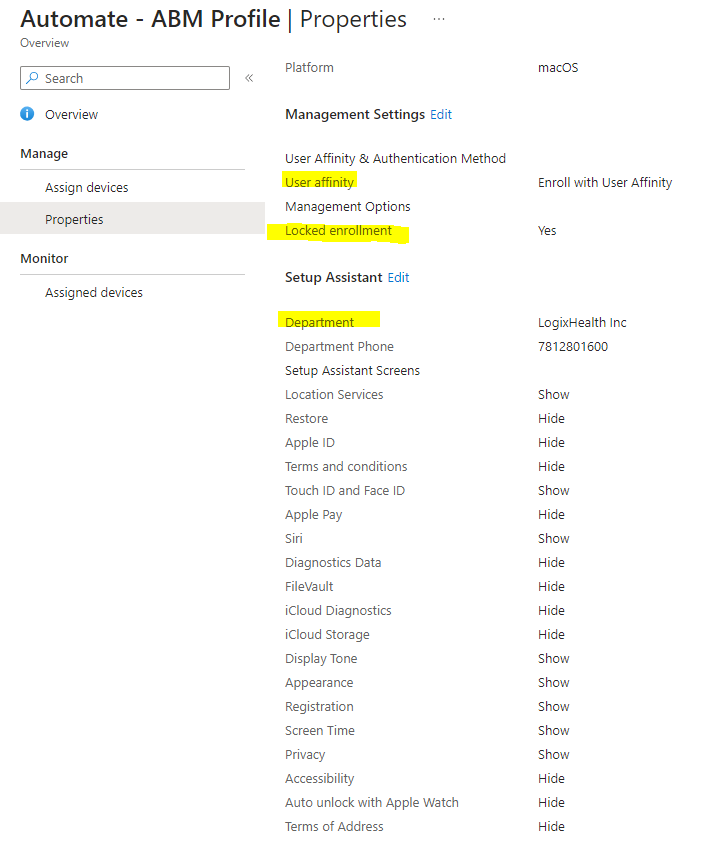 Automate - ABM Profile | Properties ...
Overview
Search «
Overview
Manage
Assign devices
Properties
Monitor
Assigned devices
Platform macOS
Management Settings Edit
User Affinity & Authentication Method
User affinity Enroll with User Affinity
Management Options
Locked enrollment Yes
Setup Assistant Edit
Department LogixHealth Inc
Department Phone 7812801600
Setup Assistant Screens
Location Services Show
Restore Hide
Apple ID Hide
Terms and conditions Hide
Touch ID and Face ID Show
Apple Pay Hide
Siri Show
Diagnostics Data Hide
FileVault Hide
iCloud Diagnostics Hide
iCloud Storage Hide
Display Tone Show
Appearance Show
Registration Show
Screen Time Show
Privacy Show
Accessibility Hide
Auto unlock with Apple Watch Hide
Terms of Address Hide